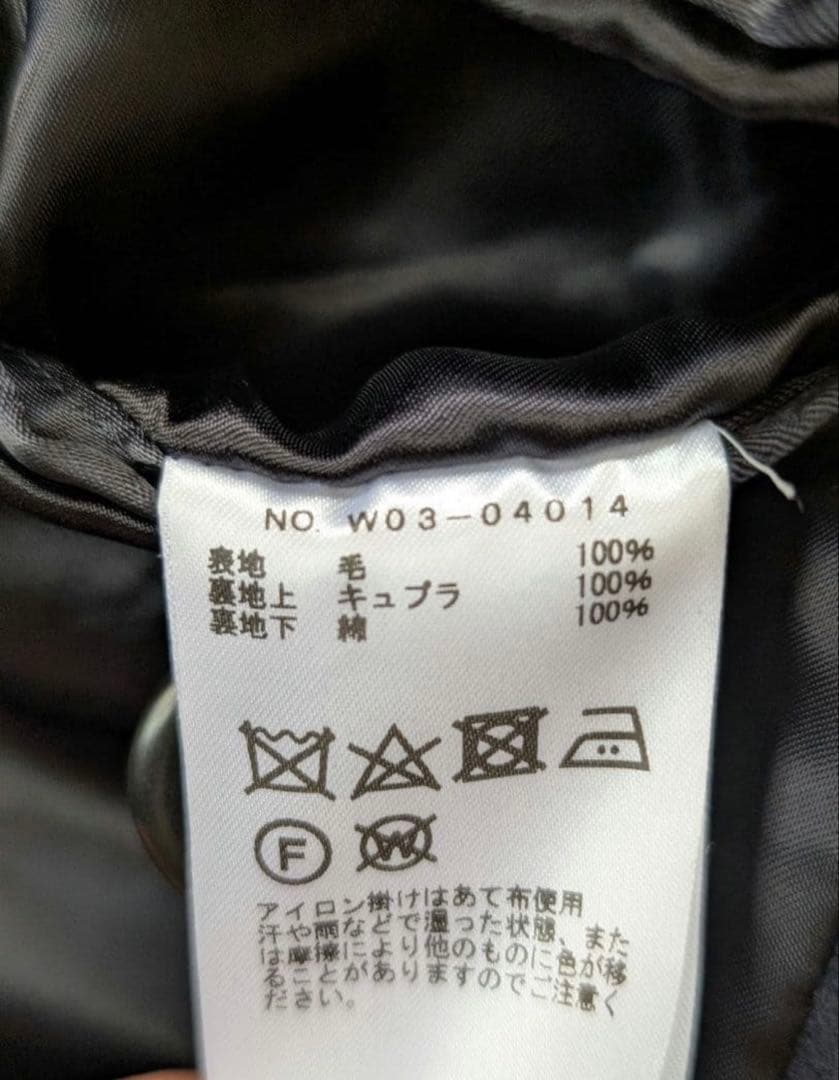 NO. W03-04014
表地 毛 100%
裏地上 キュプラ 100%
裏地下 綿 100%
F
W
アイロン掛けはあて布使用
汗や雨などで湿った状態、また
は摩擦により他のものに色が移
ることがありますのでご注意く
ださい。